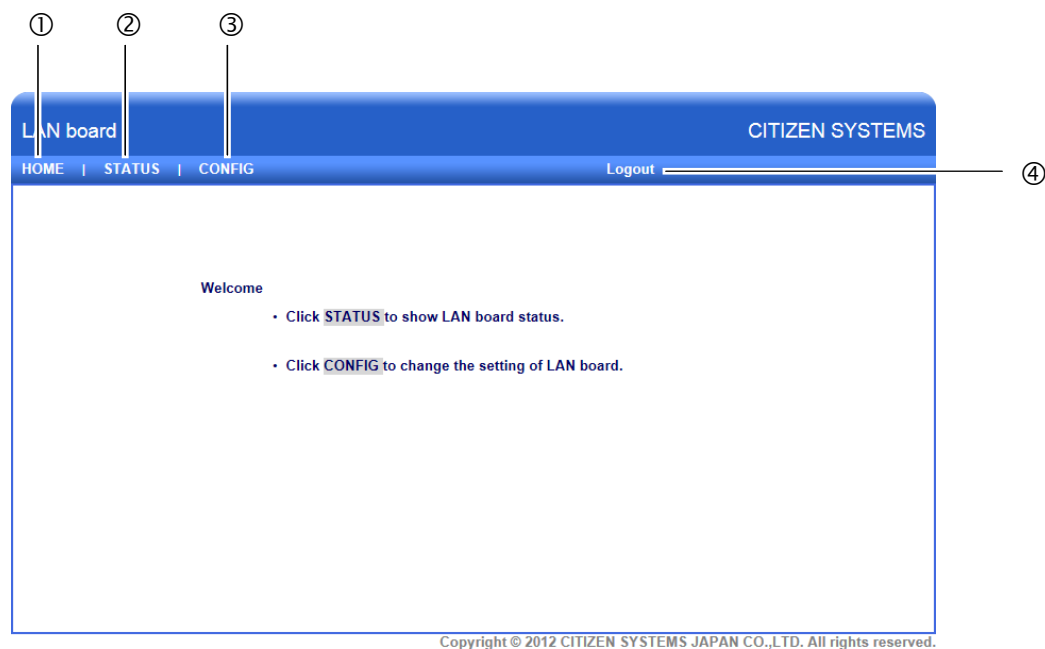 ① ② ③
LAN board CITIZEN SYSTEMS
HOME | STATUS | CONFIG Logout ④
Welcome
• Click STATUS to show LAN board status.
• Click CONFIG to change the setting of LAN board.
Copyright © 2012 CITIZEN SYSTEMS JAPAN CO.,LTD. All rights reserved.